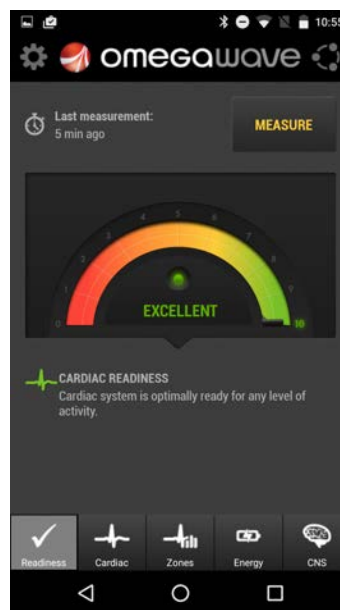 10:55
omegawave
Last measurement:
5 min ago
MEASURE
0 1 2 3 4 5 6 7 8 9 10
EXCELLENT
CARDIAC READINESS
Cardiac system is optimally ready for any level of
activity.
Readiness Cardiac Zones Energy CNS